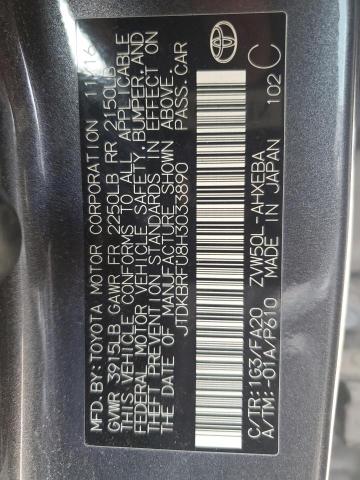 MFD.BY:TOYOTA MOTOR CORPORATION 11/16
GVWR 3915LB GAWR FR 2250LB RR 2150LB
THIS VEHICLE CONFORMS TO ALL APPLICABLE
FEDERAL MOTOR VEHICLE SAFETY, BUMPER, AND
THEFT PREVENTION STANDARDS IN EFFECT ON
THE DATE OF MANUFACTURE SHOWN ABOVE.
JTDKBRFU8H3033890 PASS.CAR
C/TR:1G3/FA20 ZVW50L-AHXEBA
A/TM:-01A/P610 MADE IN JAPAN 102 C
TOYOTA